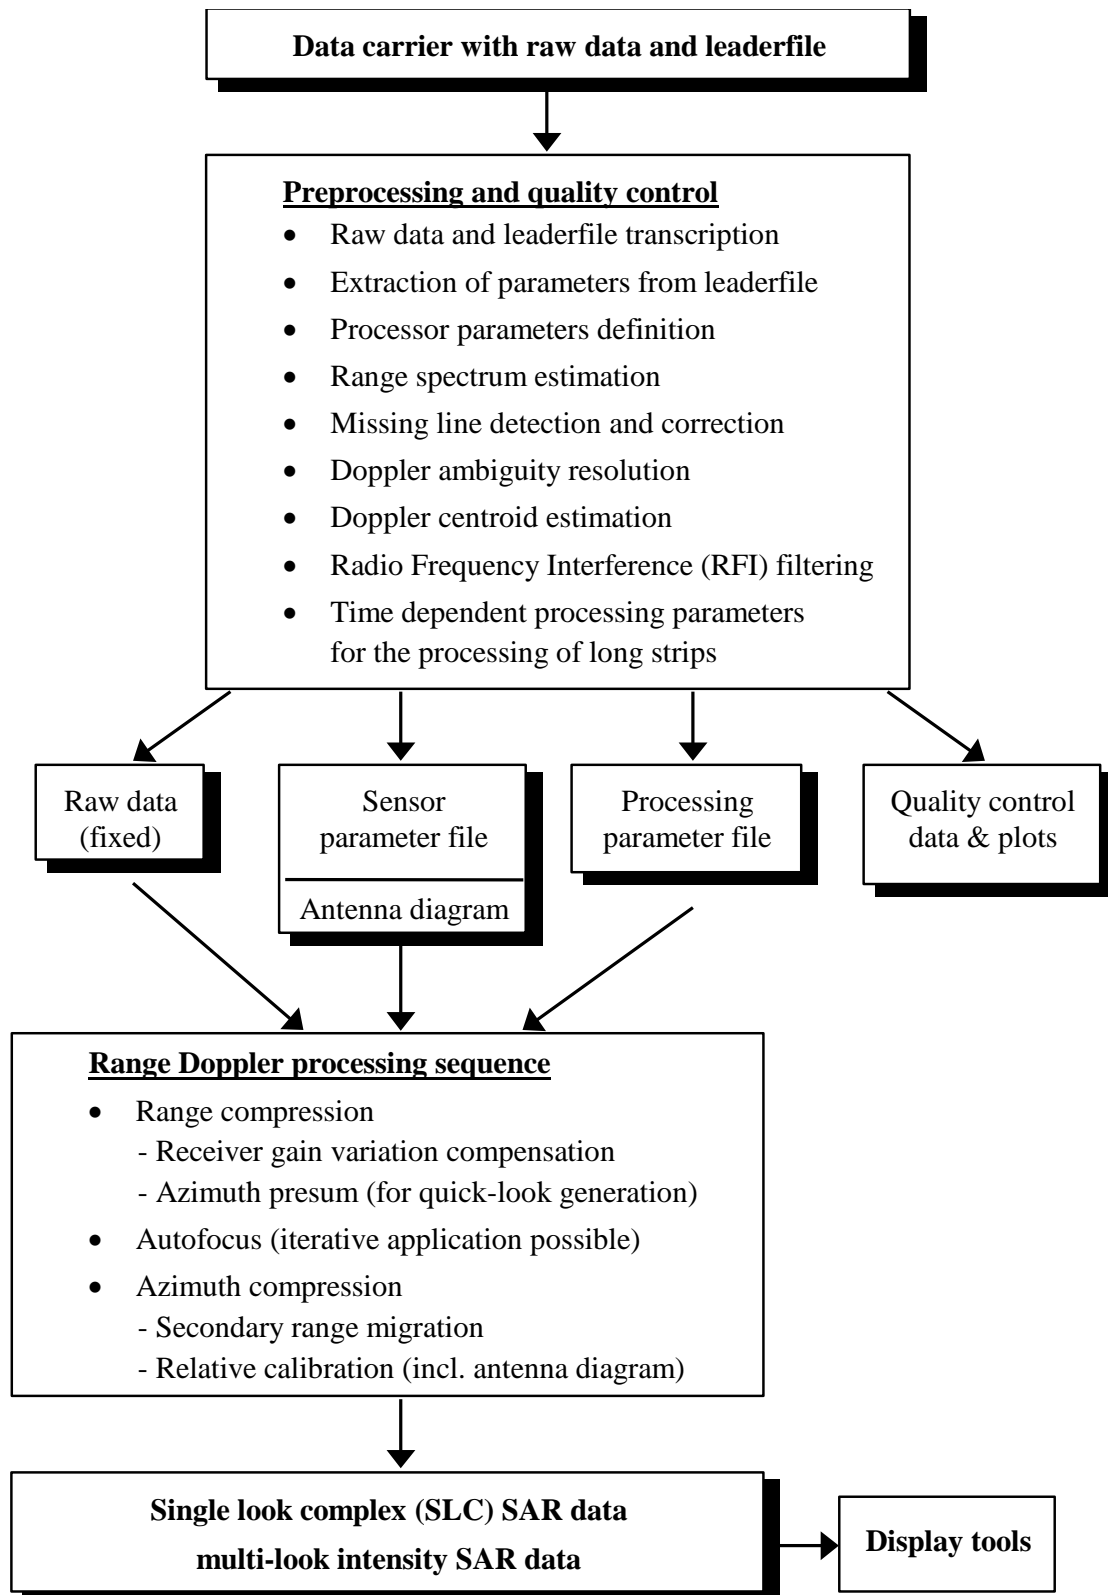 Data carrier with raw data and leaderfile
Preprocessing and quality control
• Raw data and leaderfile transcription
• Extraction of parameters from leaderfile
• Processor parameters definition
• Range spectrum estimation
• Missing line detection and correction
• Doppler ambiguity resolution
• Doppler centroid estimation
• Radio Frequency Interference (RFI) filtering
• Time dependent processing parameters
for the processing of long strips
Raw data
(fixed)
Sensor
parameter file
Antenna diagram
Processing
parameter file
Quality control
data & plots
Range Doppler processing sequence
• Range compression
- Receiver gain variation compensation
- Azimuth presum (for quick-look generation)
• Autofocus (iterative application possible)
• Azimuth compression
- Secondary range migration
- Relative calibration (incl. antenna diagram)
Single look complex (SLC) SAR data
multi-look intensity SAR data
Display tools